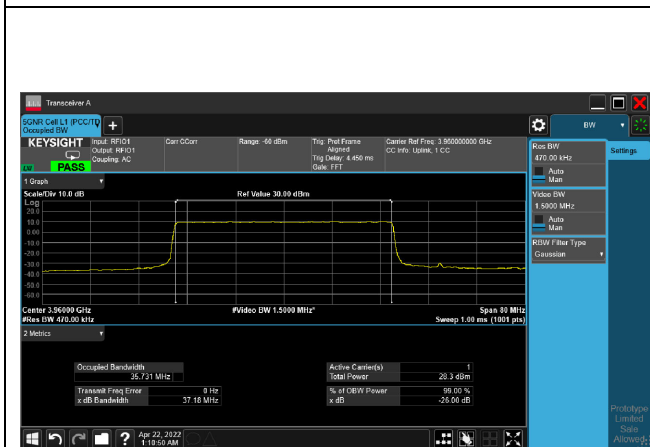 Transceiver A
5GNR Cell L1 (PCC/TD
Occupied BW
+
BW
KEYSIGHT
Input: RFIO1
Output: RFIO1
Coupling: AC
Corr CCorr
Range: -60 dBm
Trig: Prot Frame
Aligned
Trig Delay: 4.450 ms
Gate: FFT
Carrier Ref Freq: 3.960000000 GHz
CC Info: Uplink, 1 CC
PASS
Res BW
470.00 kHz
Auto
Man
Settings
Video BW
1.5000 MHz
Auto
Man
RBW Filter Type
Gaussian
1 Graph
Scale/Div 10.0 dB
Ref Value 30.00 dBm
Log
20.0
10.0
0.00
-10.0
-20.0
-30.0
-40.0
-50.0
-60.0
Center 3.96000 GHz
#Video BW 1.5000 MHz*
Span 80 MHz
#Res BW 470.00 kHz
Sweep 1.00 ms (1001 pts)
2 Metrics
Occupied Bandwidth
35.731 MHz
Active Carrier(s) 1
Total Power 28.3 dBm
Transmit Freq Error 0 Hz
% of OBW Power 99.00 %
x dB Bandwidth 37.18 MHz
x dB -26.00 dB
Prototype
Limited
Sale
Allowed
?
Apr 22, 2022
1:10:50 AM